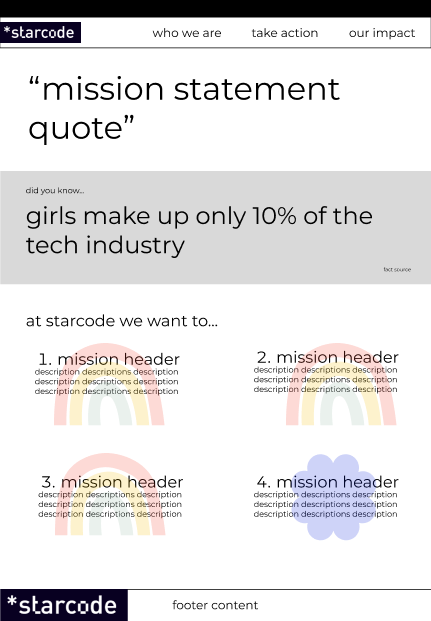 *starcode
who we are
take action
our impact
“mission statement
quote”
did you know...
girls make up only 10% of the
tech industry
fact source
at starcode we want to...
1. mission header
description descriptions description
description descriptions description
description descriptions description
2. mission header
description descriptions description
description descriptions description
description descriptions description
3. mission header
description descriptions description
description descriptions description
description descriptions description
4. mission header
description descriptions description
description descriptions description
description descriptions description
*starcode
footer content